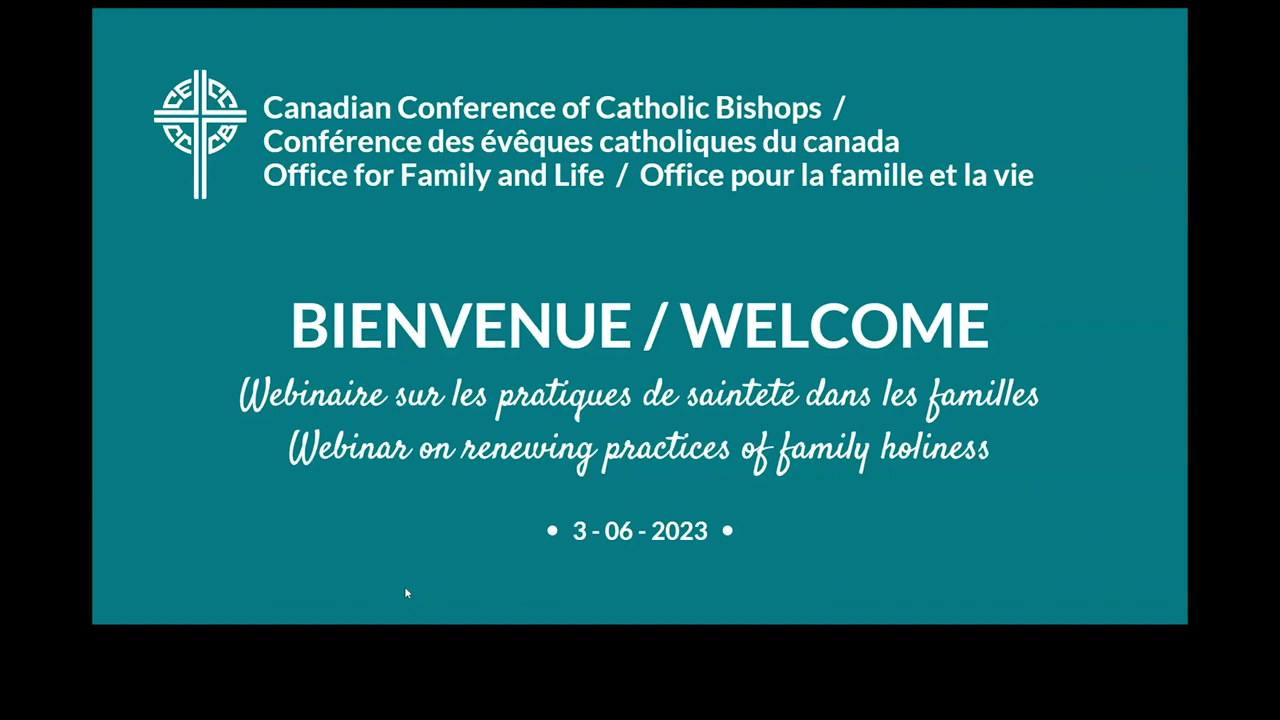 CECC
CCCB
Canadian Conference of Catholic Bishops /
Conférence des évêques catholiques du canada
Office for Family and Life / Office pour la famille et la vie
BIENVENUE / WELCOME
Webinaire sur les pratiques de sainteté dans les familles
Webinar on renewing practices of family holiness
• 3 - 06 - 2023 •